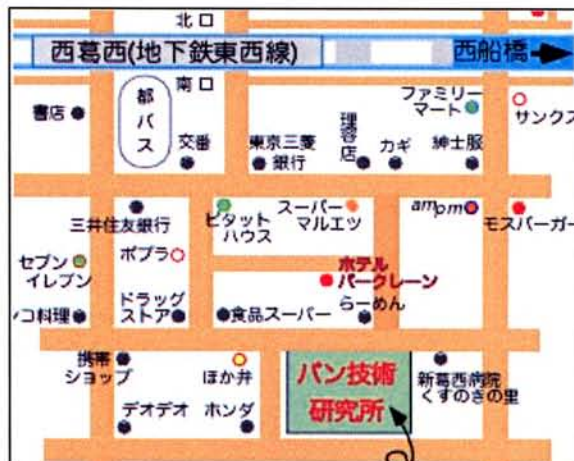 北口
西葛西(地下鉄東西線)
西船橋
南口
都バス
書店
交番
東京三菱
銀行
理容店
カギ
ファミリー
マート
紳士服
サンクス
三井住友銀行
ピタット
ハウス
スーパー
マルエツ
ampm
モスバーガー
セブン
イレブン
ポプラ
ホテル
パークレーン
コ料理
ドラッグ
ストア
食品スーパー
らーめん
携帯
ショップ
ほか弁
パン技術
研究所
新葛西病院
くすのきの里
デオデオ
ホンダ